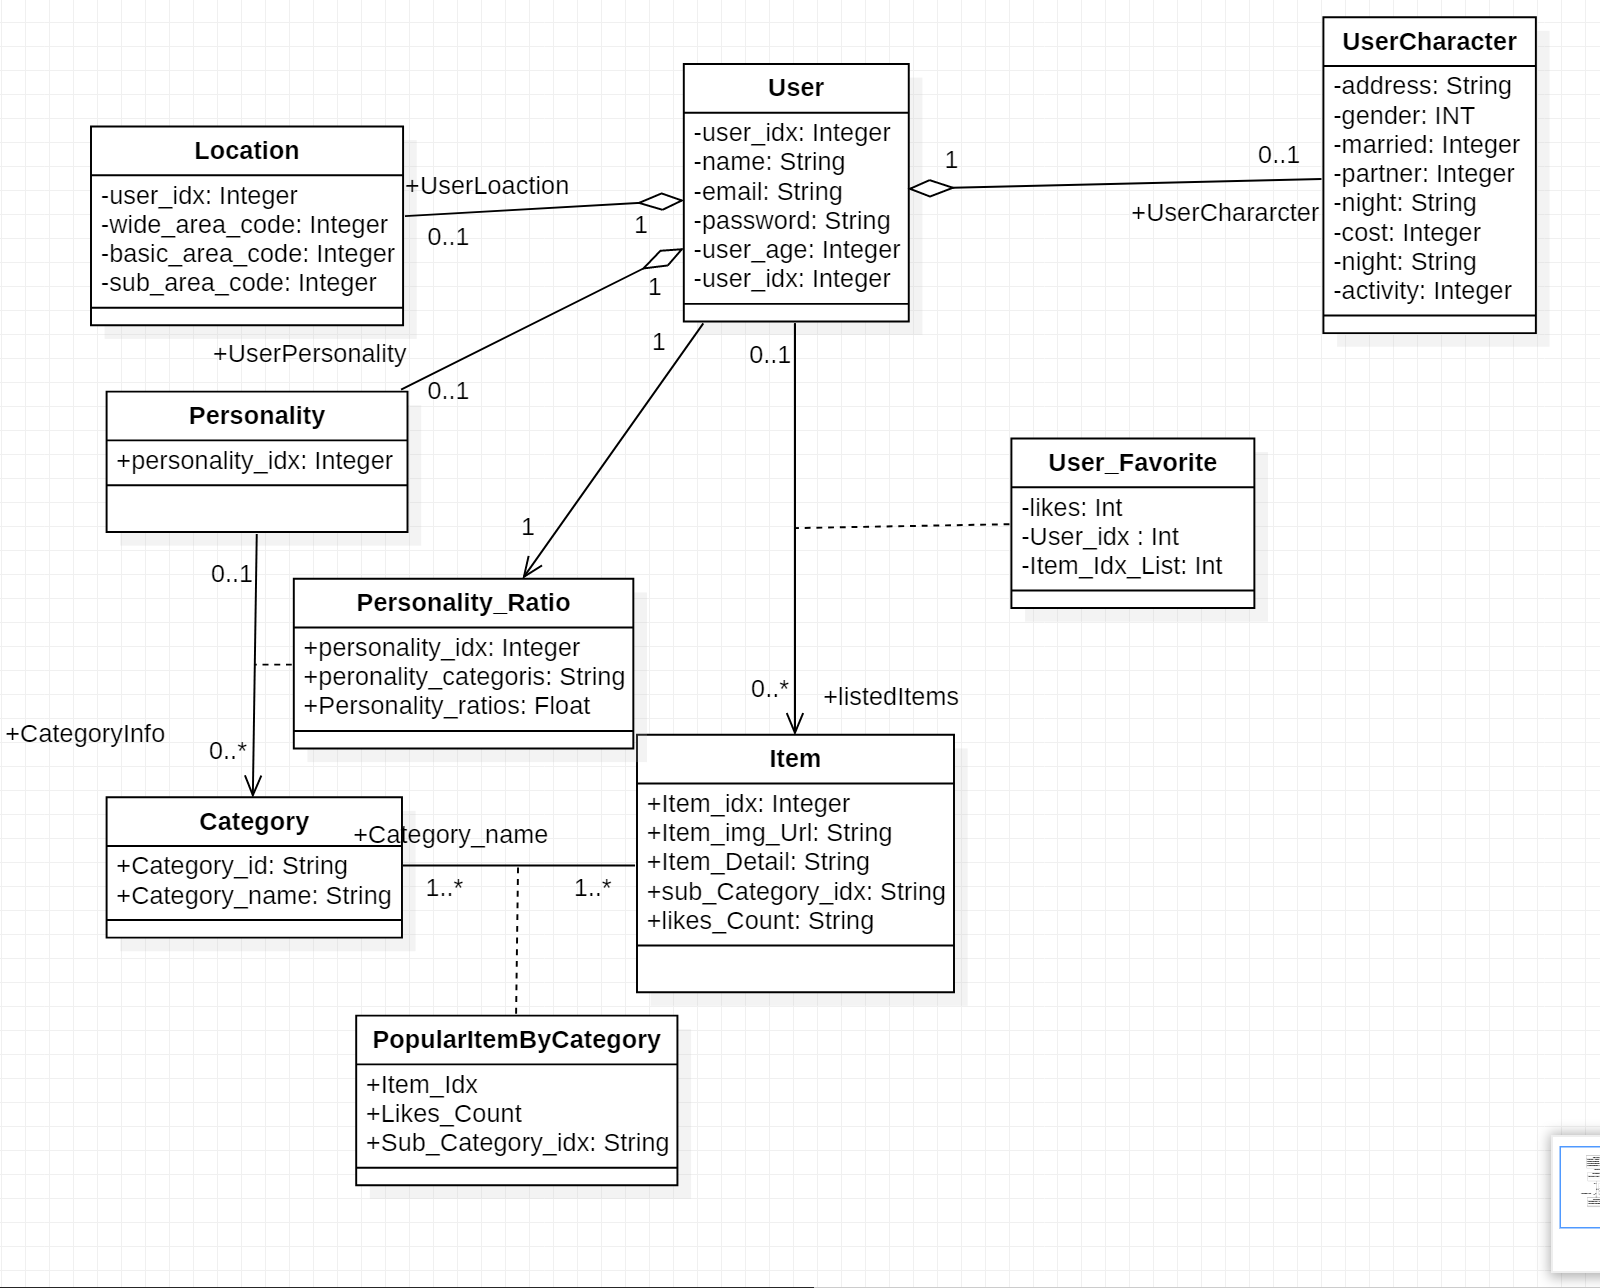 UserCharacter
-address: String
-gender: INT
-married: Integer
-partner: Integer
-night: String
-cost: Integer
-night: String
-activity: Integer
User
-user_idx: Integer
-name: String
-email: String
-password: String
-user_age: Integer
-user_idx: Integer
1
0..1
+UserChararcter
Location
-user_idx: Integer
-wide_area_code: Integer
-basic_area_code: Integer
-sub_area_code: Integer
+UserLoaction
0..1
1
1
+UserPersonality
0..1
1
0..1
Personality
+personality_idx: Integer
User_Favorite
-likes: Int
-User_idx : Int
-Item_Idx_List: Int
1
0..1
Personality_Ratio
+personality_idx: Integer
+peronality_categoris: String
+Personality_ratios: Float
0..*
+listedItems
+CategoryInfo
0..*
Item
+Item_idx: Integer
+Item_img_Url: String
+Item_Detail: String
+sub_Category_idx: String
+likes_Count: String
Category
+Category_id: String
+Category_name: String
+Category_name
1..*
1..*
PopularItemByCategory
+Item_Idx
+Likes_Count
+Sub_Category_idx: String